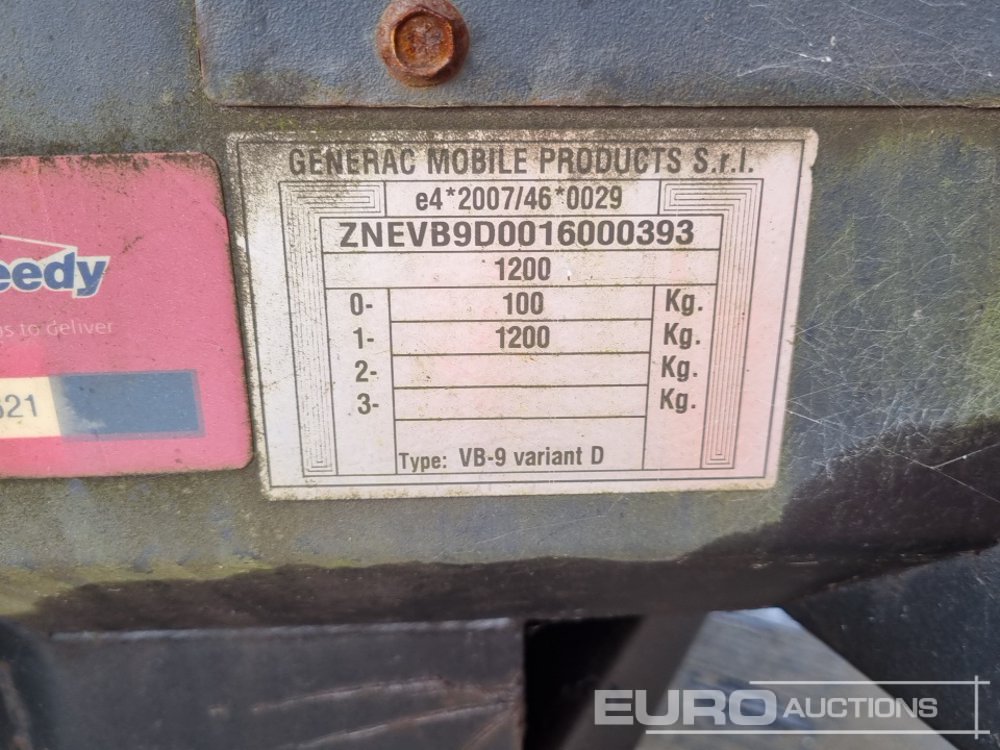 GENERAC MOBILE PRODUCTS S.r.l.
e4*2007/46*0029
ZNEVB9D0016000393
1200
0- 100 Kg.
1- 1200 Kg.
2- Kg.
3- Kg.
Type: VB-9 variant D
eedy
to deliver
621
EURO AUCTIONS